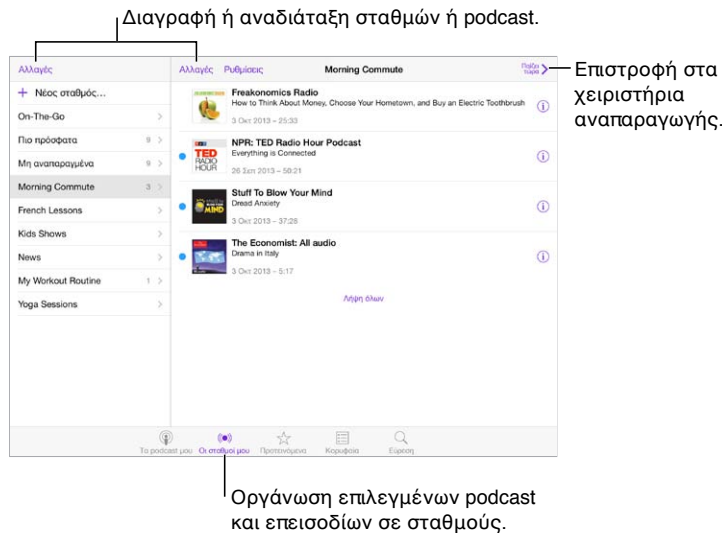 Διαγραφή ή αναδιάταξη σταθμών ή podcast.
Αλλαγές
Αλλαγές Ρυθμίσεις Morning Commute Παίζει τώρα
Επιστροφή στα
χειριστήρια
αναπαραγωγής.
+ Νέος σταθμός…
On-The-Go
Πιο πρόσφατα 9
Μη αναπαραγμένα 9
Morning Commute 3
French Lessons
Kids Shows
News
My Workout Routine 1
Yoga Sessions
Freakonomics Radio
How to Think About Money, Choose Your Hometown, and Buy an Electric Toothbrush
3 Οκτ 2013 – 25:33
NPR: TED Radio Hour Podcast
Everything is Connected
26 Σεπ 2013 – 50:21
TED
RADIO
HOUR
Stuff To Blow Your Mind
Dread Anxiety
3 Οκτ 2013 – 37:28
MIND
The Economist: All audio
Drama in Italy
3 Οκτ 2013 – 5:17
Λήψη όλων
Τα podcast μου Οι σταθμοί μου Προτεινόμενα Κορυφαία Εύρεση
Οργάνωση επιλεγμένων podcast
και επεισοδίων σε σταθμούς.